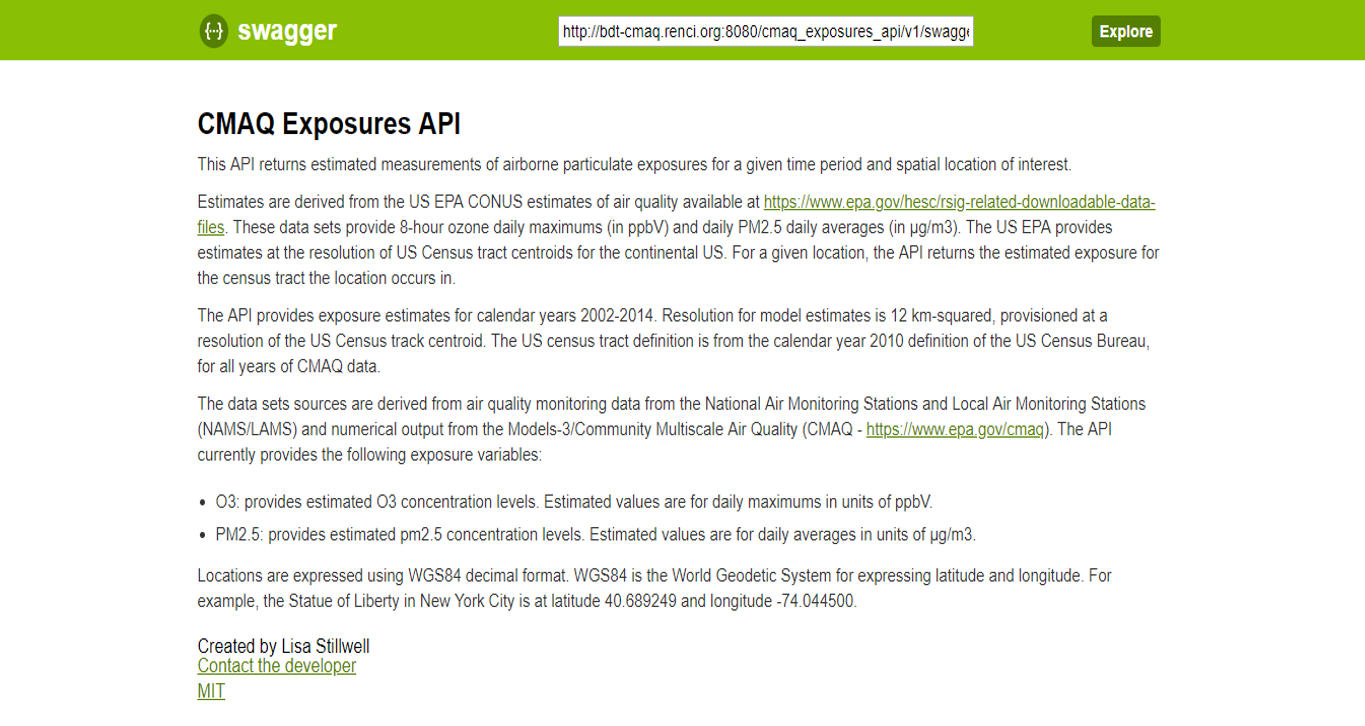 {··} swagger
http://bdt-cmaq.renci.org:8080/cmaq_exposures_api/v1/swagge
Explore
CMAQ Exposures API
This API returns estimated measurements of airborne particulate exposures for a given time period and spatial location of interest.
Estimates are derived from the US EPA CONUS estimates of air quality available at https://www.epa.gov/hesc/rsig-related-downloadable-data-
files. These data sets provide 8-hour ozone daily maximums (in ppbV) and daily PM2.5 daily averages (in µg/m3). The US EPA provides
estimates at the resolution of US Census tract centroids for the continental US. For a given location, the API returns the estimated exposure for
the census tract the location occurs in.
The API provides exposure estimates for calendar years 2002-2014. Resolution for model estimates is 12 km-squared, provisioned at a
resolution of the US Census track centroid. The US census tract definition is from the calendar year 2010 definition of the US Census Bureau,
for all years of CMAQ data.
The data sets sources are derived from air quality monitoring data from the National Air Monitoring Stations and Local Air Monitoring Stations
(NAMS/LAMS) and numerical output from the Models-3/Community Multiscale Air Quality (CMAQ - https://www.epa.gov/cmaq). The API
currently provides the following exposure variables:
• O3: provides estimated O3 concentration levels. Estimated values are for daily maximums in units of ppbV.
• PM2.5: provides estimated pm2.5 concentration levels. Estimated values are for daily averages in units of µg/m3.
Locations are expressed using WGS84 decimal format. WGS84 is the World Geodetic System for expressing latitude and longitude. For
example, the Statue of Liberty in New York City is at latitude 40.689249 and longitude -74.044500.
Created by Lisa Stillwell
Contact the developer
MIT